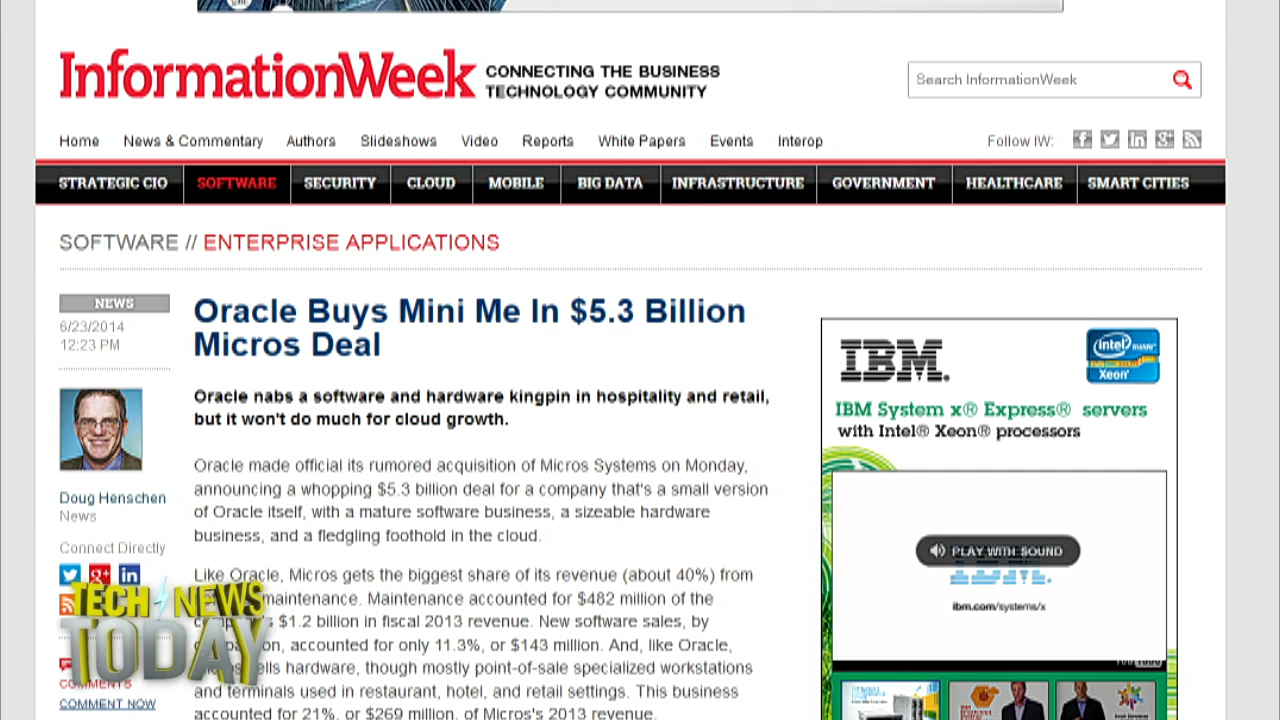 InformationWeek CONNECTING THE BUSINESS
TECHNOLOGY COMMUNITY
Search InformationWeek
Home News & Commentary Authors Slideshows Video Reports White Papers Events Interop Follow IW:
STRATEGIC CIO SOFTWARE SECURITY CLOUD MOBILE BIG DATA INFRASTRUCTURE GOVERNMENT HEALTHCARE SMART CITIES
SOFTWARE // ENTERPRISE APPLICATIONS
NEWS
6/23/2014
12:23 PM
Doug Henschen
News
Connect Directly
COMMENTS
COMMENT NOW
Oracle Buys Mini Me In $5.3 Billion
Micros Deal
Oracle nabs a software and hardware kingpin in hospitality and retail,
but it won't do much for cloud growth.
Oracle made official its rumored acquisition of Micros Systems on Monday,
announcing a whopping $5.3 billion deal for a company that's a small version
of Oracle itself, with a mature software business, a sizeable hardware
business, and a fledgling foothold in the cloud.
Like Oracle, Micros gets the biggest share of its revenue (about 40%) from
maintenance. Maintenance accounted for $482 million of the
$1.2 billion in fiscal 2013 revenue. New software sales, by
accounted for only 11.3%, or $143 million. And, like Oracle,
hardware, though mostly point-of-sale specialized workstations
and terminals used in restaurant, hotel, and retail settings. This business
accounted for 21%, or $269 million, of Micros's 2013 revenue.
IBM.
intel inside
Xeon
IBM System x® Express® servers
with Intel® Xeon® processors
PLAY WITH SOUND
ibm.com/systems/x
YouTube
TECH NEWS
TODAY